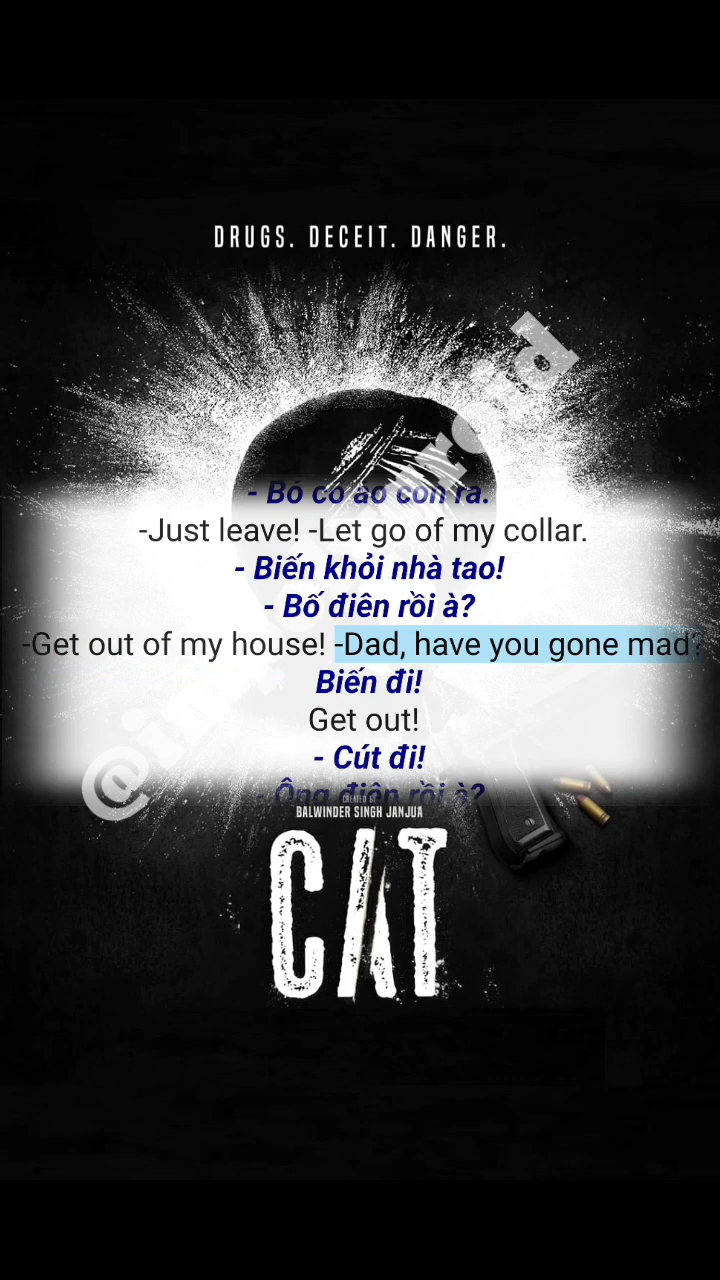 DRUGS. DECEIT. DANGER.
- Bỏ cổ áo con ra.
-Just leave! -Let go of my collar.
- Biến khỏi nhà tao!
- Bố điên rồi à?
-Get out of my house! -Dad, have you gone mad?
Biến đi!
Get out!
- Cút đi!
- Ông điên rồi à?
CREATED BY
BALWINDER SINGH JANJUA
CAT